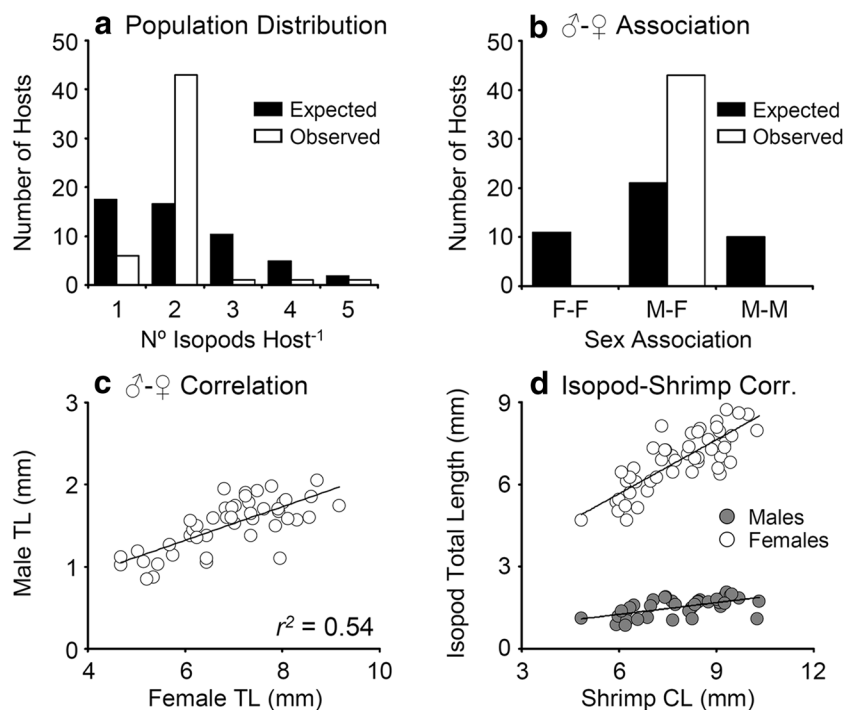 a Population Distribution
50
40
30
20
10
0
Number of Hosts
Expected
Observed
1 2 3 4 5
Nº Isopods Host-1
b ♂-♀ Association
50
40
30
20
10
0
Number of Hosts
Expected
Observed
F-F M-F M-M
Sex Association
c ♂-♀ Correlation
3
2
1
0
Male TL (mm)
r² = 0.54
4 6 8 10
Female TL (mm)
d Isopod-Shrimp Corr.
9
6
3
0
Isopod Total Length (mm)
Males
Females
3 6 9 12
Shrimp CL (mm)